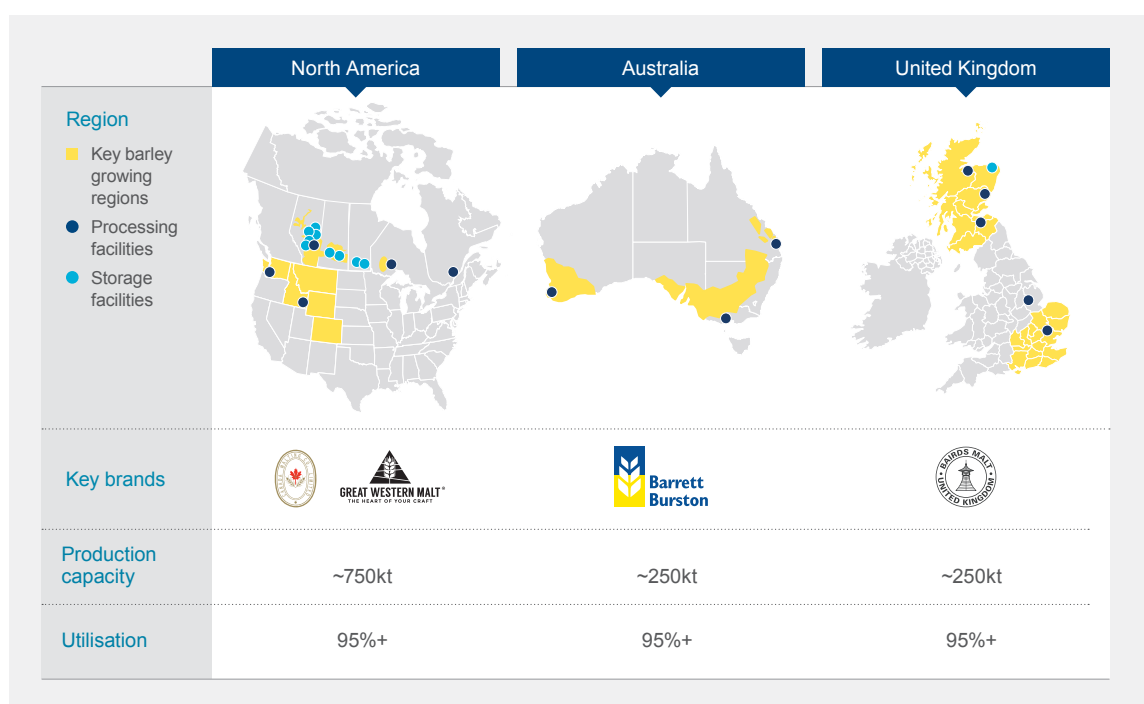 North America
Australia
United Kingdom
Region
Key barley
growing
regions
Processing
facilities
Storage
facilities
Key brands
GREAT WESTERN MALT®
THE HEART OF YOUR CRAFT
Barrett
Burston
BAIRDS MALT
UNITED KINGDOM
Production
capacity
~750kt
~250kt
~250kt
Utilisation
95%+
95%+
95%+